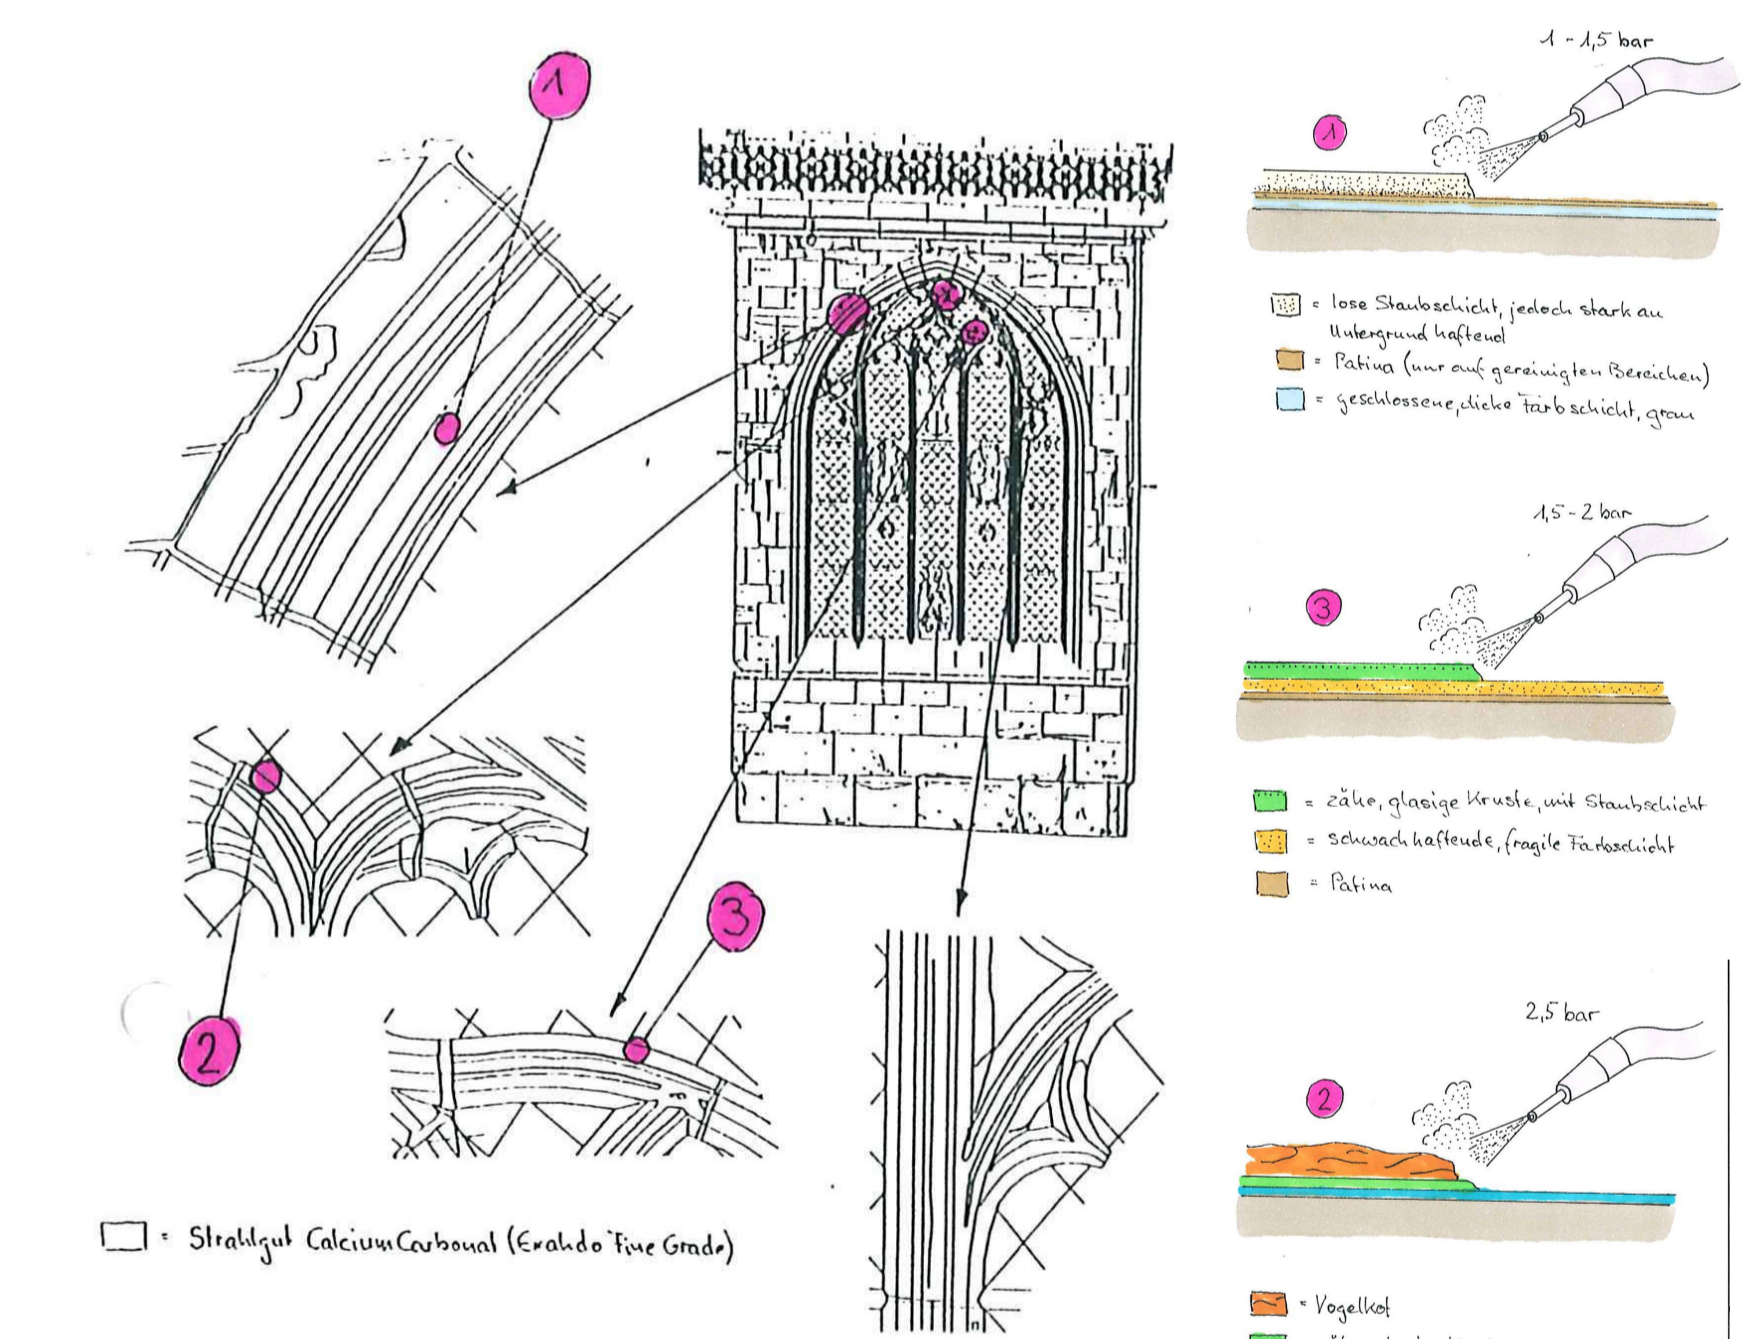 1
2
3
= Strahlgut Calcium Carbonat (Exahdo Fine Grade)
1 - 1,5 bar
1
= lose Staubschicht, jedoch stark am
Untergrund haftend
= Patina (nur auf gereinigten Bereichen)
= geschlossene, dicke Farbschicht, grau
1,5 - 2 bar
3
= zähe, glasige Kruste, mit Staubschicht
= schwach haftende, fragile Farbschicht
= Patina
2,5 bar
2
= Vogelkot